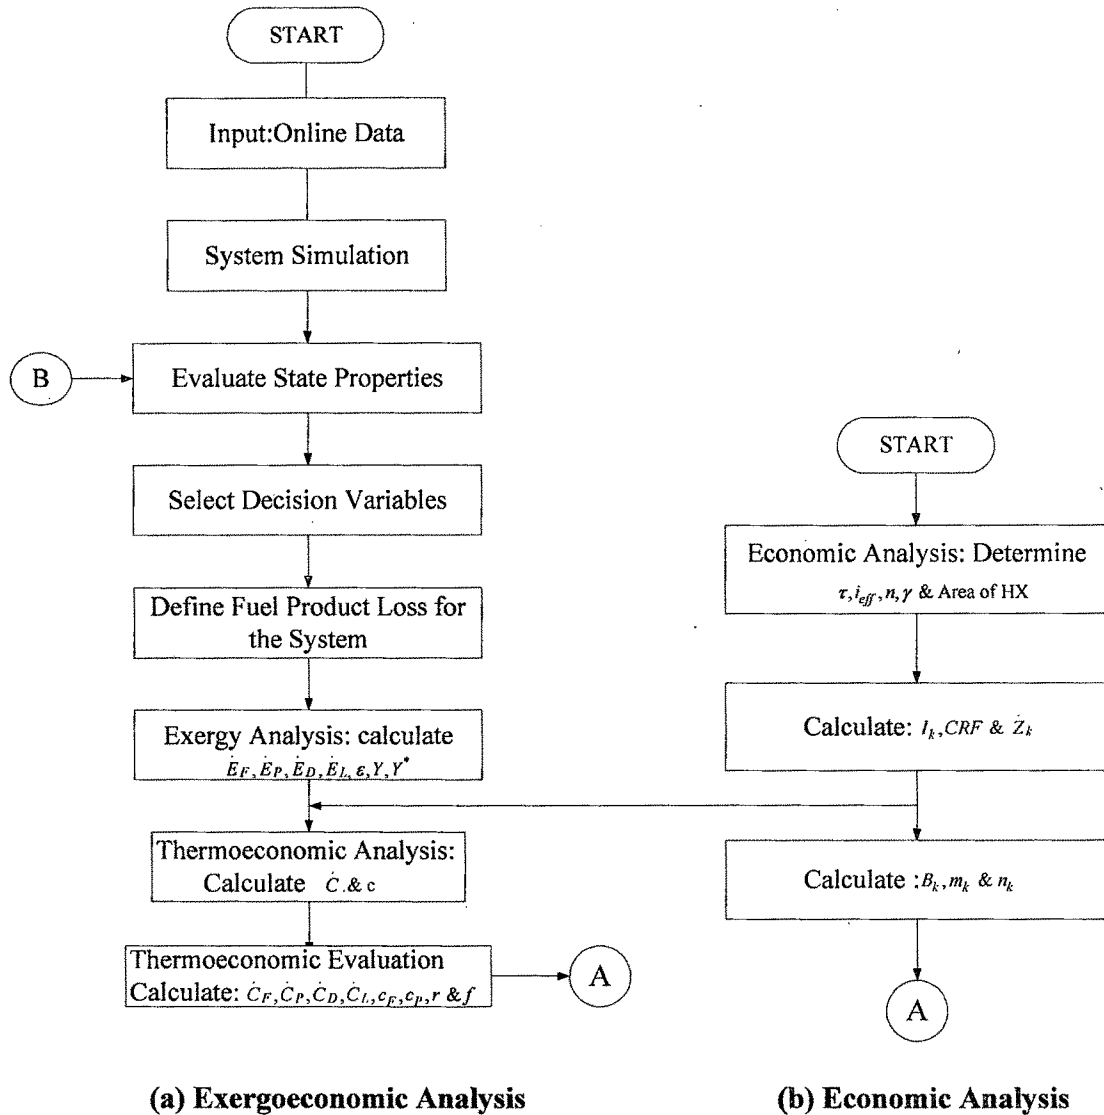 START
Input:Online Data
System Simulation
B
Evaluate State Properties
Select Decision Variables
Define Fuel Product Loss for
the System
Exergy Analysis: calculate
Ė_F, Ė_P, Ė_D, Ė_L, ε, Y, Y*
Thermoeconomic Analysis:
Calculate Ċ .& c
Thermoeconomic Evaluation
Calculate: Ċ_F, Ċ_P, Ċ_D, Ċ_L, c_F, c_P, r & f
A
(a) Exergoeconomic Analysis
START
Economic Analysis: Determine
τ, i_eff, n, γ & Area of HX
Calculate: I_k, CRF & Ż_k
Calculate :B_k, m_k & n_k
A
(b) Economic Analysis